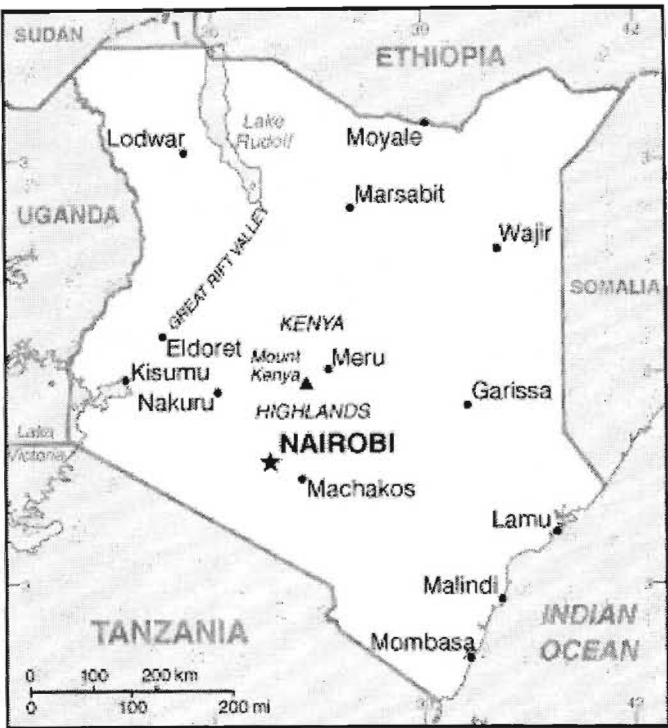 SUDAN
ETHIOPIA
Lodwar
Lake
Rudolf
Moyale
UGANDA
Marsabit
Wajir
GREAT RIFT VALLEY
SOMALIA
KENYA
Eldoret
Mount
Kenya
Meru
Kisumu
Nakuru
Garissa
HIGHLANDS
Lake
Victoria
NAIROBI
Machakos
Lamu
Malindi
INDIAN
OCEAN
TANZANIA
Mombasa
0 100 200 km
0 100 200 mi